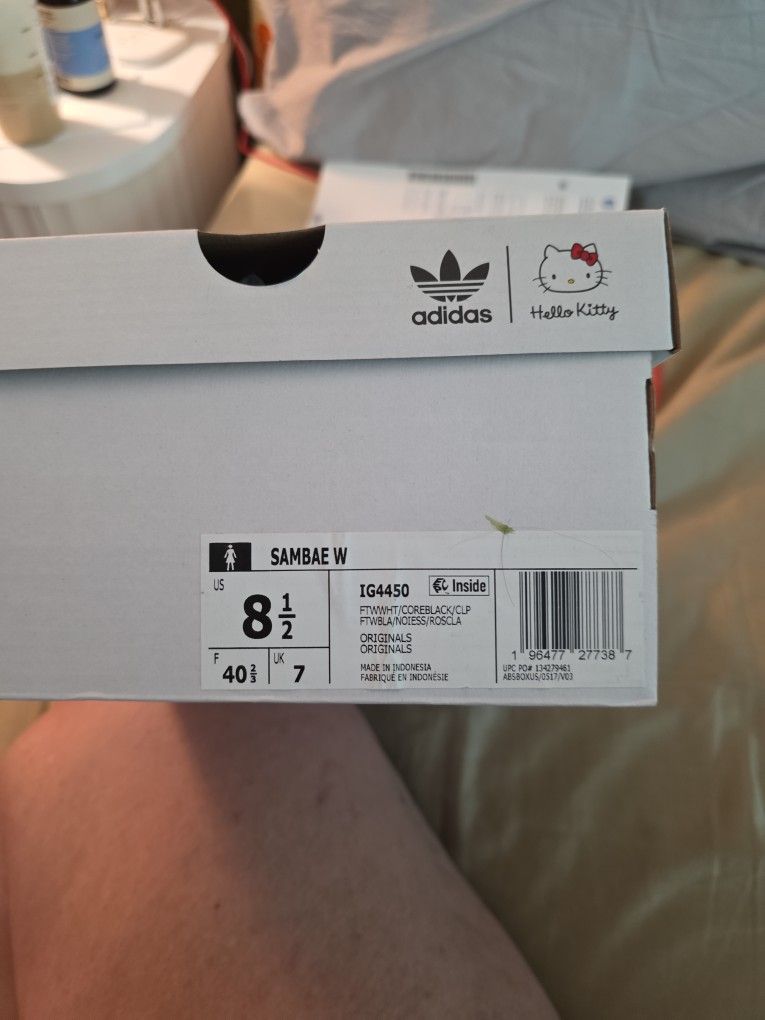 adidas
Hello Kitty
SAMBAE W
US
8 1/2
F
40 2/3
UK
7
IG4450
Inside
FTWWHT/COREBLACK/CLP
FTWBLA/NOIESS/ROSCLA
ORIGINALS
ORIGINALS
MADE IN INDONESIA
FABRIQUÉ EN INDONÉSIE
1 96477 27738 7
UPC PO# 134279461
ABSBOXUS/0517/V03